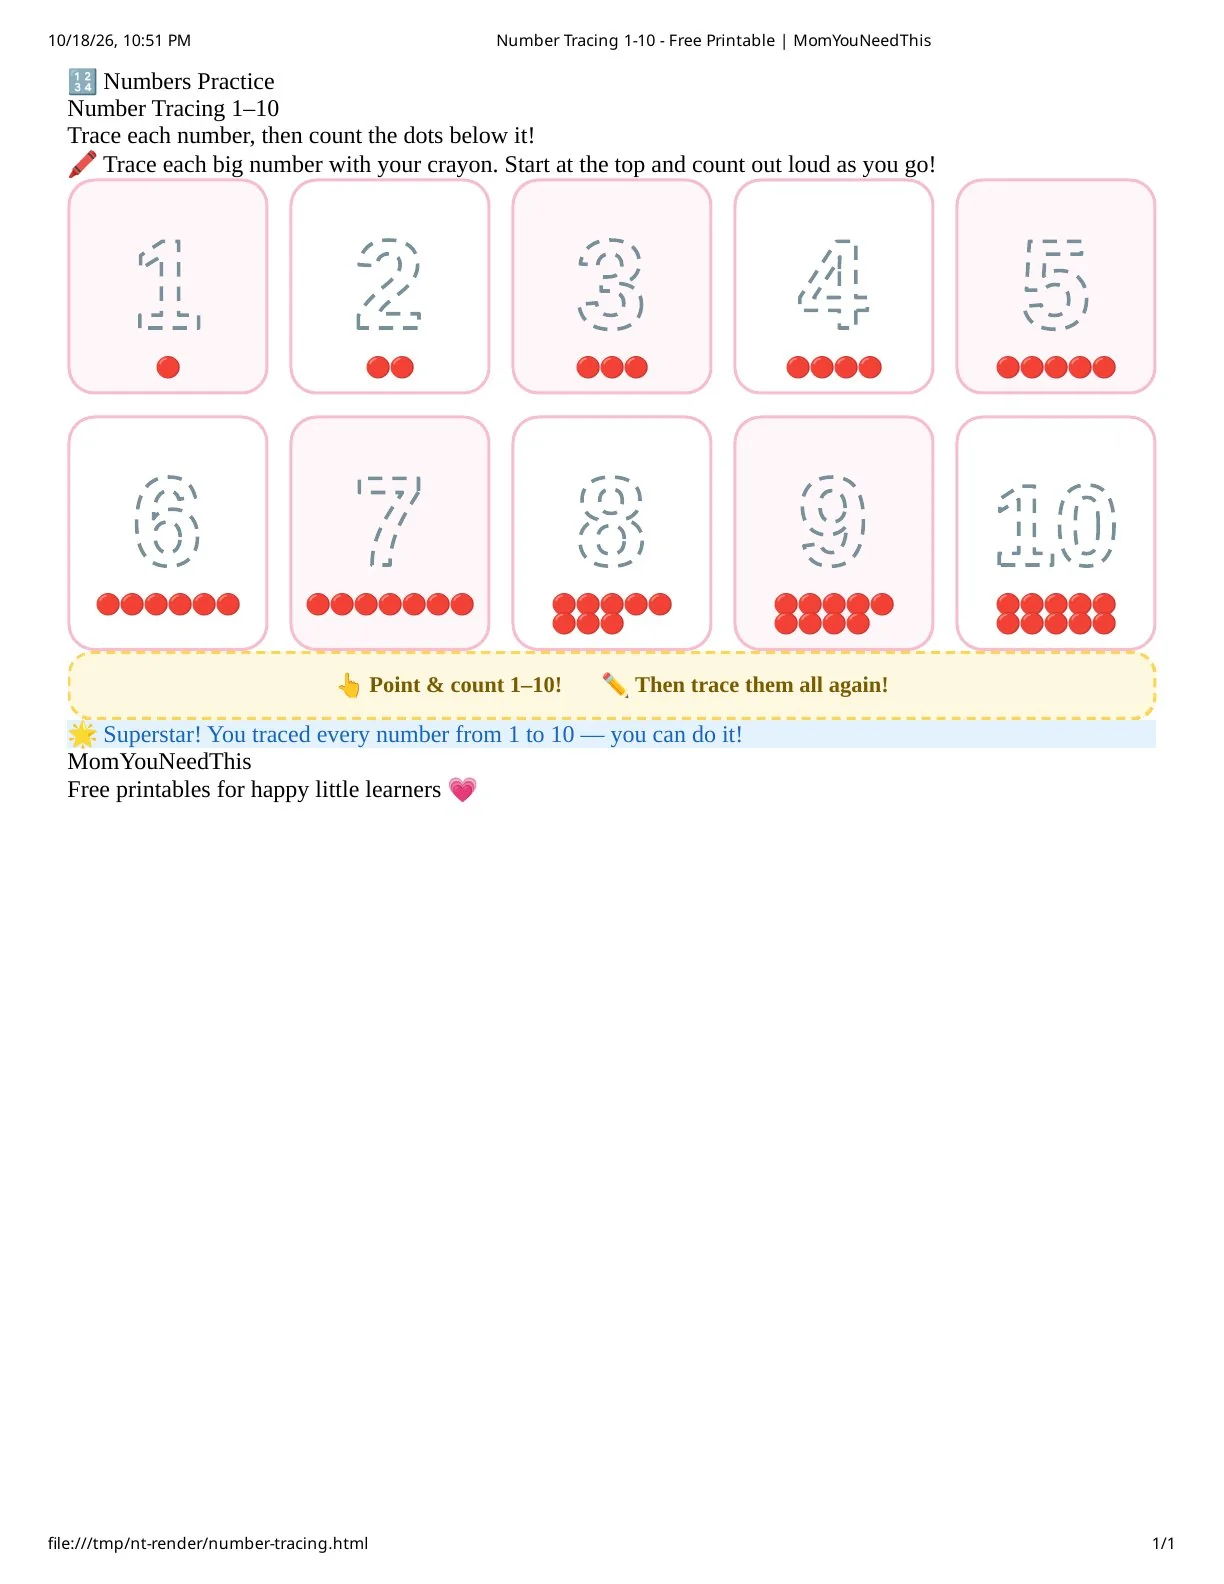 10/18/26, 10:51 PM Number Tracing 1-10 - Free Printable | MomYouNeedThis
🔢 Numbers Practice
Number Tracing 1–10
Trace each number, then count the dots below it!
🖍️ Trace each big number with your crayon. Start at the top and count out loud as you go!
1 2 3 4 5
6 7 8 9 10
👆 Point & count 1–10! ✏️ Then trace them all again!
🌟 Superstar! You traced every number from 1 to 10 — you can do it!
MomYouNeedThis
Free printables for happy little learners 💗
file:///tmp/nt-render/number-tracing.html 1/1